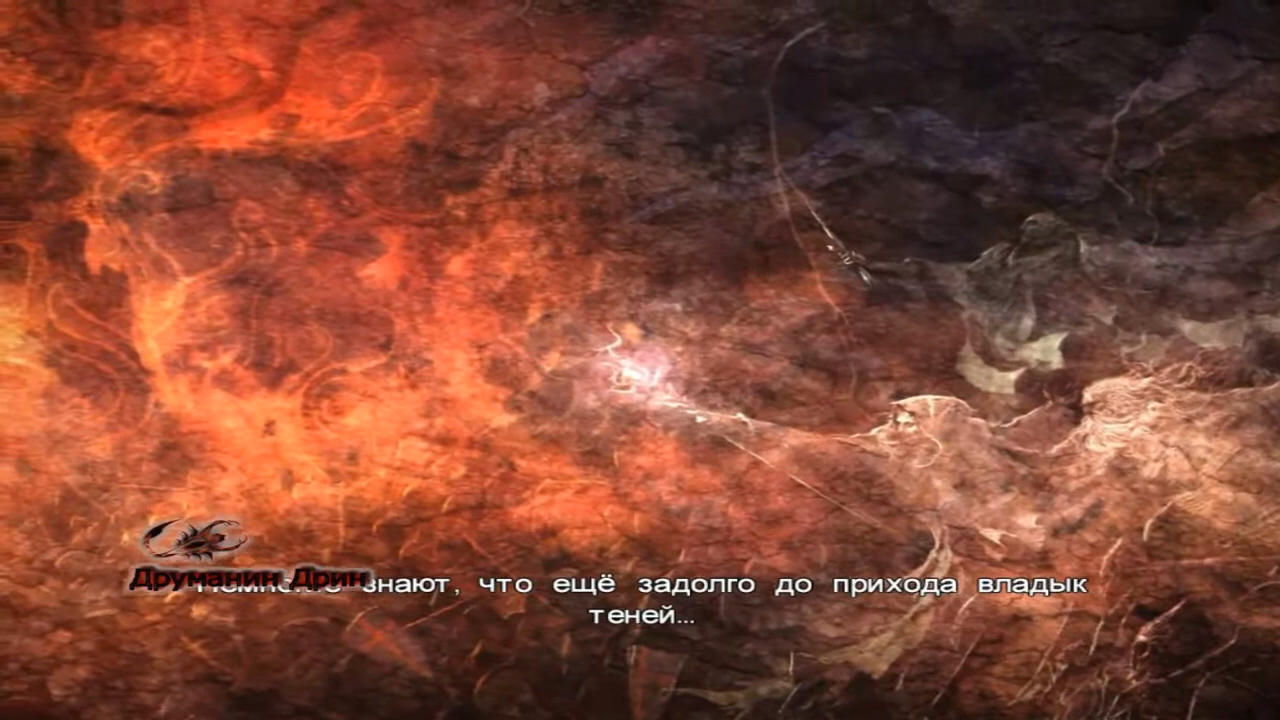 Друманин Дрин
знают, что ещё задолго до прихода владык
теней...